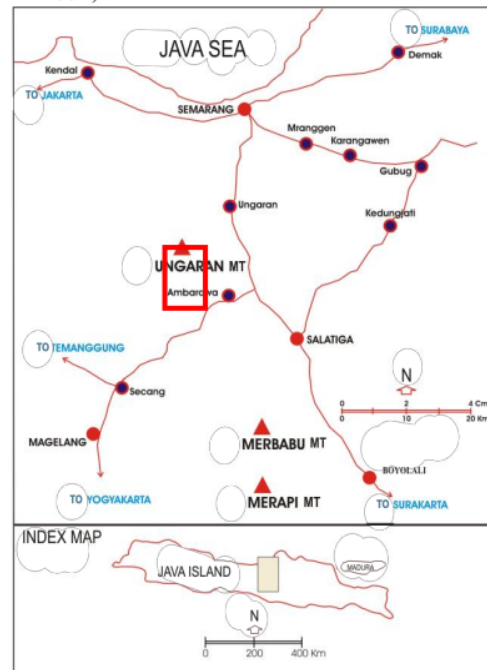 JAVA SEA
TO SURABAYA
Demak
Kendal
TO JAKARTA
SEMARANG
Mranggen
Karangawen
Gubug
Ungaran
Kedungjati
UNGARAN MT
Ambarawa
TO TEMANGGUNG
SALATIGA
N
Secang
0 2 4 Cm
0 10 20 Km
MAGELANG
MERBABU MT
BOYOLALI
TO YOGYAKARTA
MERAPI MT
TO SURAKARTA
INDEX MAP
JAVA ISLAND
MADURA
N
0 200 400 Km